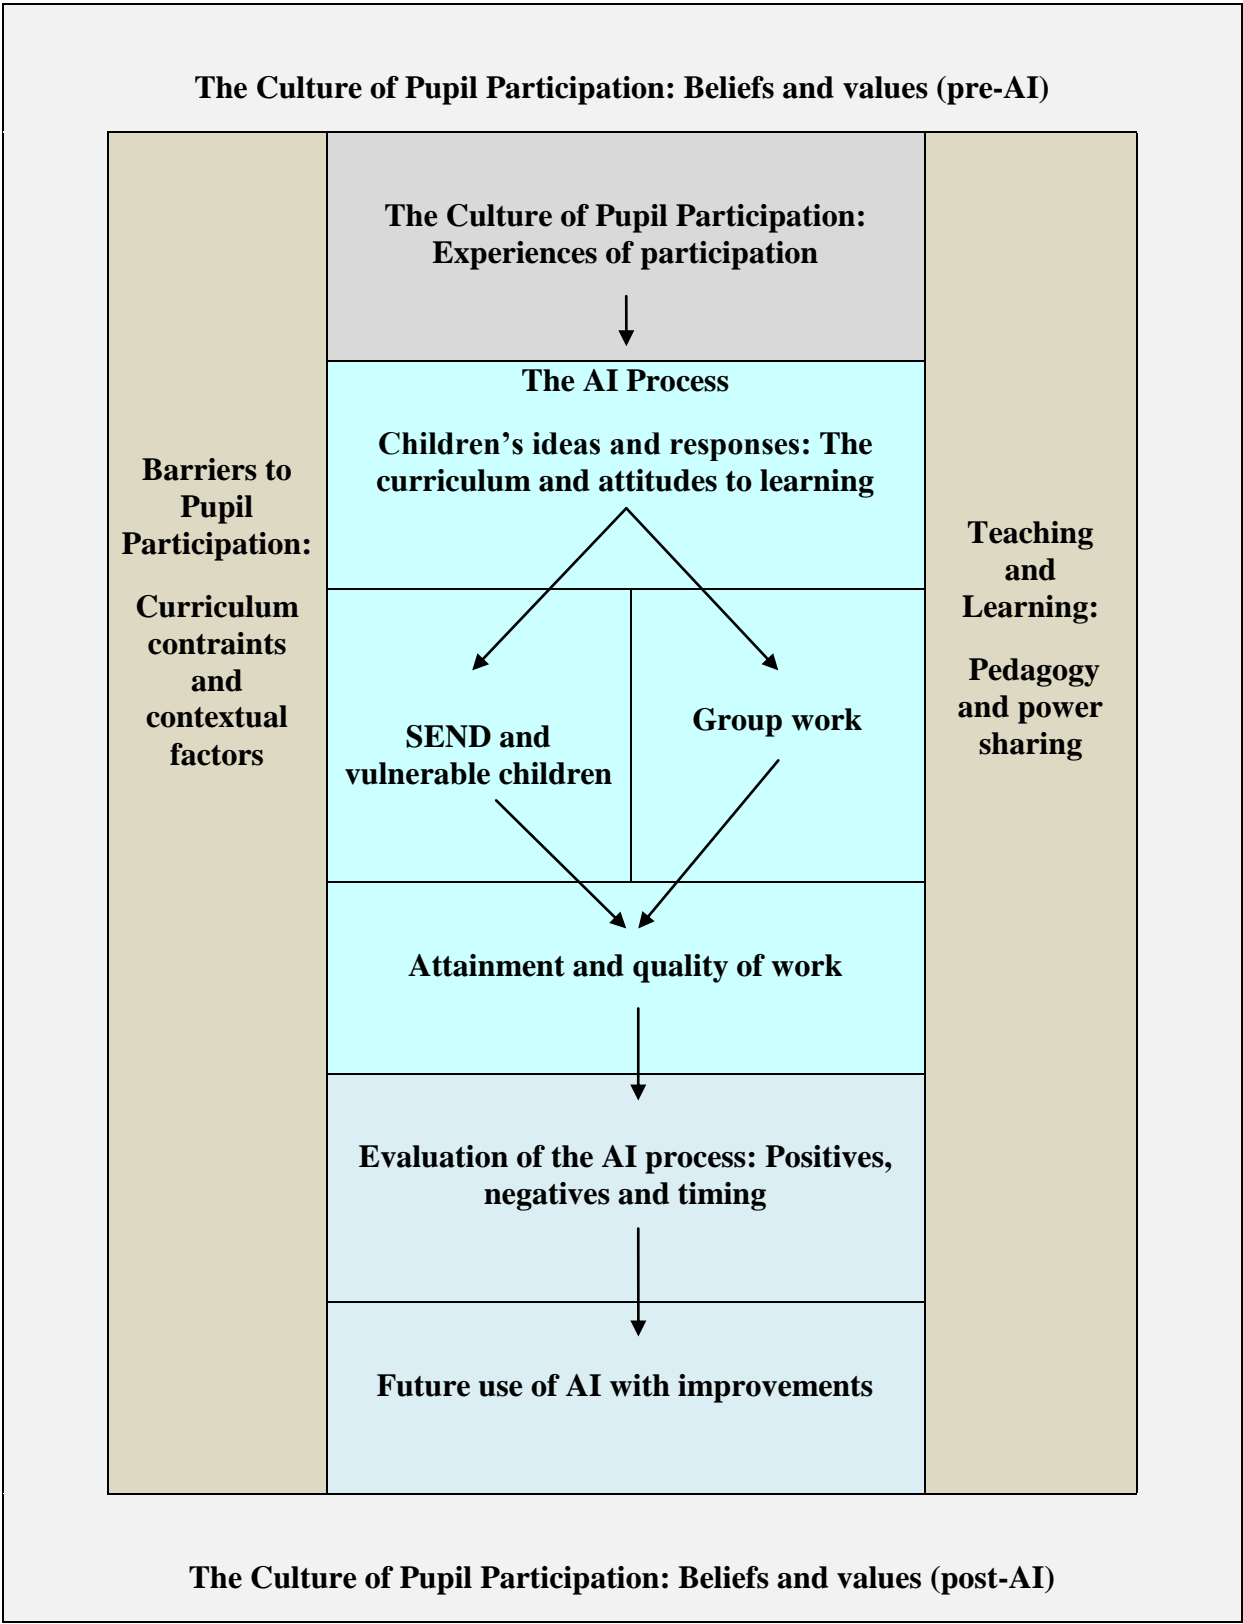 The Culture of Pupil Participation: Beliefs and values (pre-AI)
The Culture of Pupil Participation:
Experiences of participation
The AI Process
Children’s ideas and responses: The
curriculum and attitudes to learning
Barriers to
Pupil
Participation:
Curriculum
contraints
and
contextual
factors
SEND and
vulnerable children
Group work
Teaching
and
Learning:
Pedagogy
and power
sharing
Attainment and quality of work
Evaluation of the AI process: Positives,
negatives and timing
Future use of AI with improvements
The Culture of Pupil Participation: Beliefs and values (post-AI)